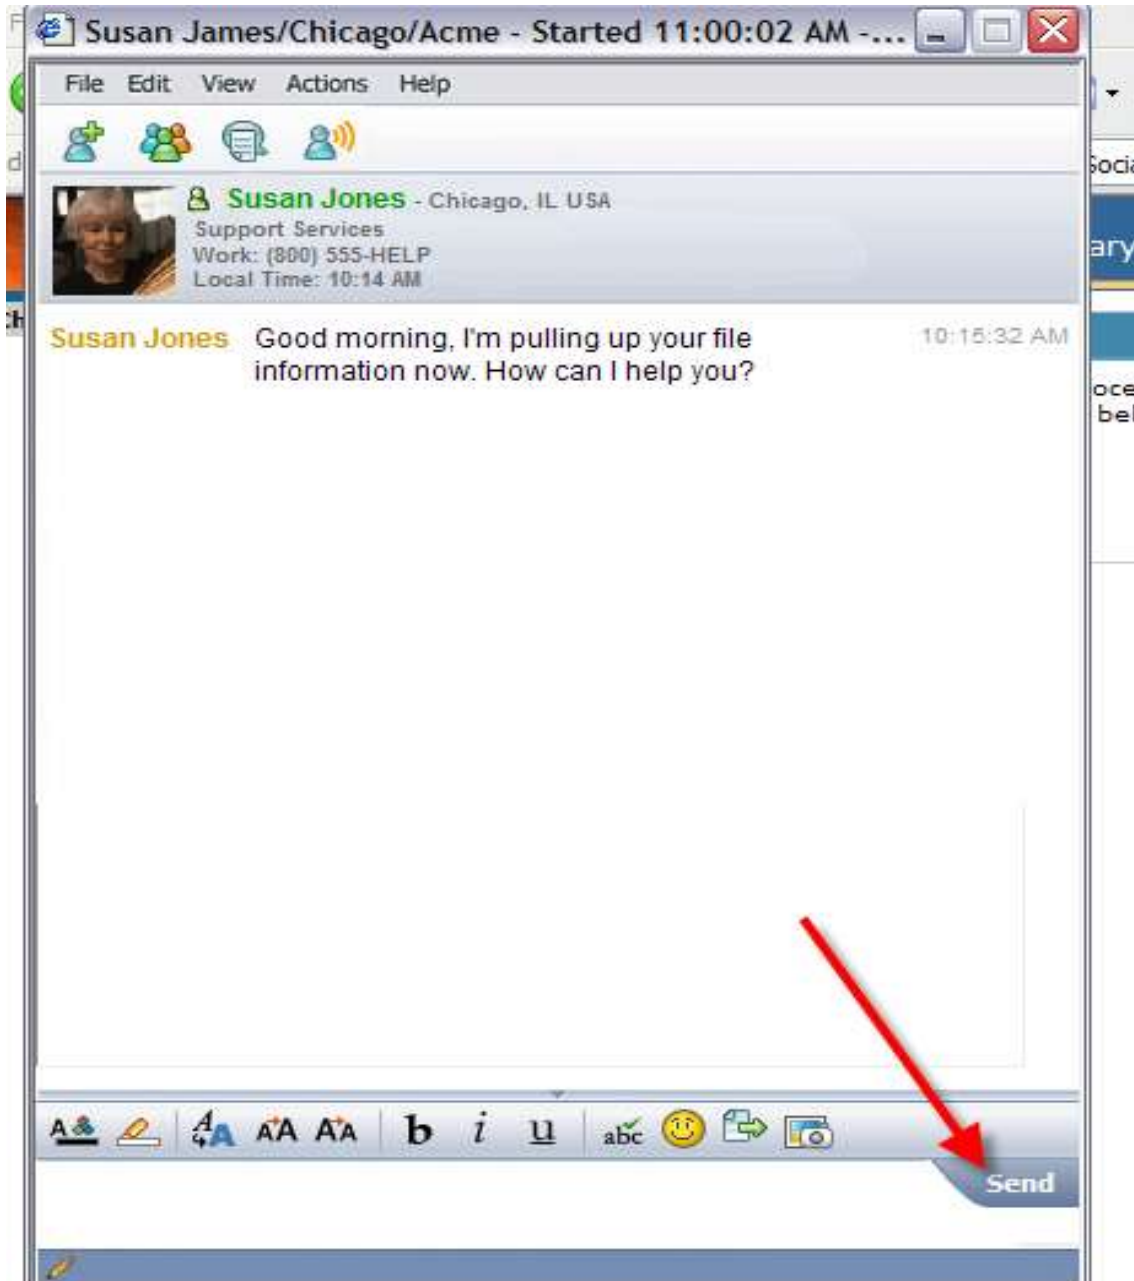 Susan James/Chicago/Acme - Started 11:00:02 AM -...
File Edit View Actions Help
Susan Jones - Chicago, IL USA
Support Services
Work: (800) 555-HELP
Local Time: 10:14 AM
Susan Jones Good morning, I'm pulling up your file 10:15:32 AM
information now. How can I help you?
A A A A A A A b i u abc
Send